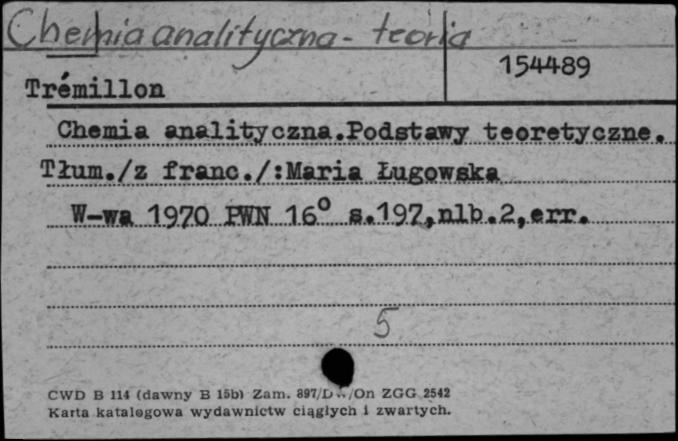 Chemia analityczna - teoria
154489
Trémillon
Chemia analityczna.Podstawy teoretyczne.
Tłum./z franc./:Maria Ługowska
W-wa 1970 PWN 16° s.197,nlb.2,err.
5
CWD B 114 (dawny B 15b) Zam. 897/DW/On ZGG 2542
Karta katalogowa wydawnictw ciągłych i zwartych.